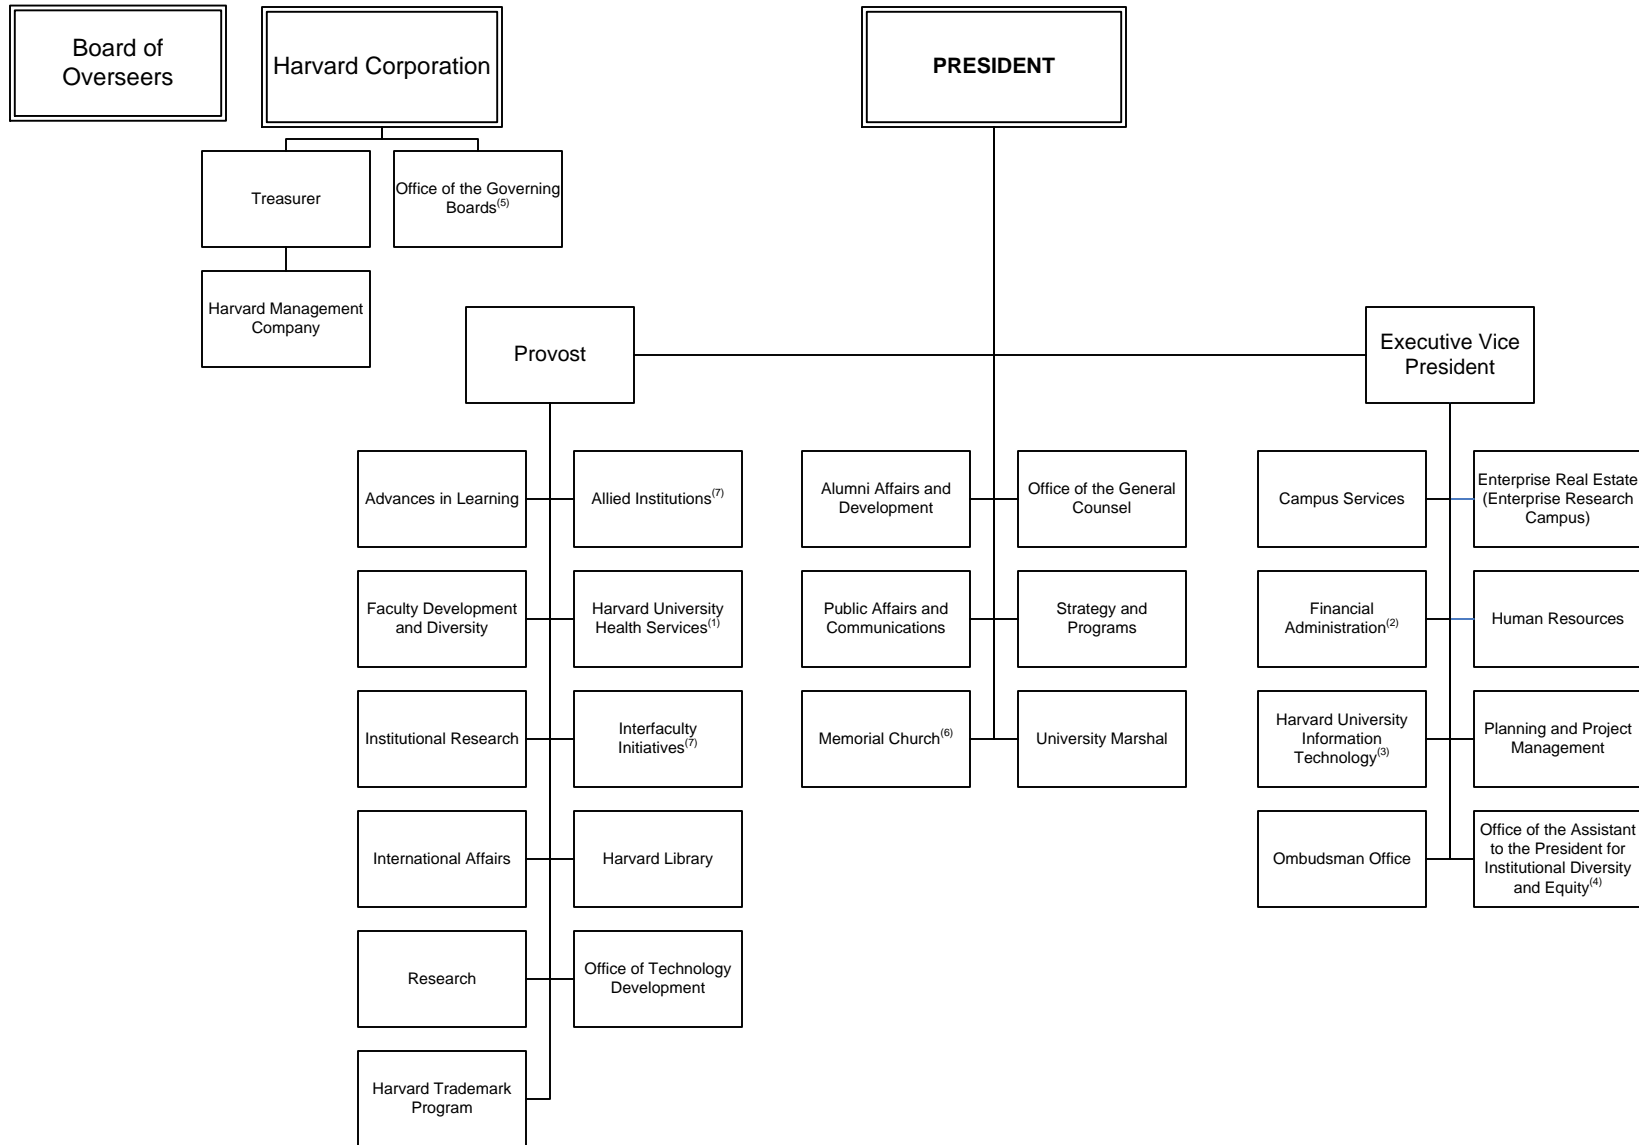 Board of
Overseers
Harvard Corporation
PRESIDENT
Treasurer
Office of the Governing
Boards(5)
Harvard Management
Company
Provost
Executive Vice
President
Advances in Learning
Allied Institutions(7)
Alumni Affairs and
Development
Office of the General
Counsel
Campus Services
Enterprise Real Estate
(Enterprise Research
Campus)
Faculty Development
and Diversity
Harvard University
Health Services(1)
Public Affairs and
Communications
Strategy and
Programs
Financial
Administration(2)
Human Resources
Institutional Research
Interfaculty
Initiatives(7)
Memorial Church(6)
University Marshal
Harvard University
Information
Technology(3)
Planning and Project
Management
International Affairs
Harvard Library
Ombudsman Office
Office of the Assistant
to the President for
Institutional Diversity
and Equity(4)
Research
Office of Technology
Development
Harvard Trademark
Program